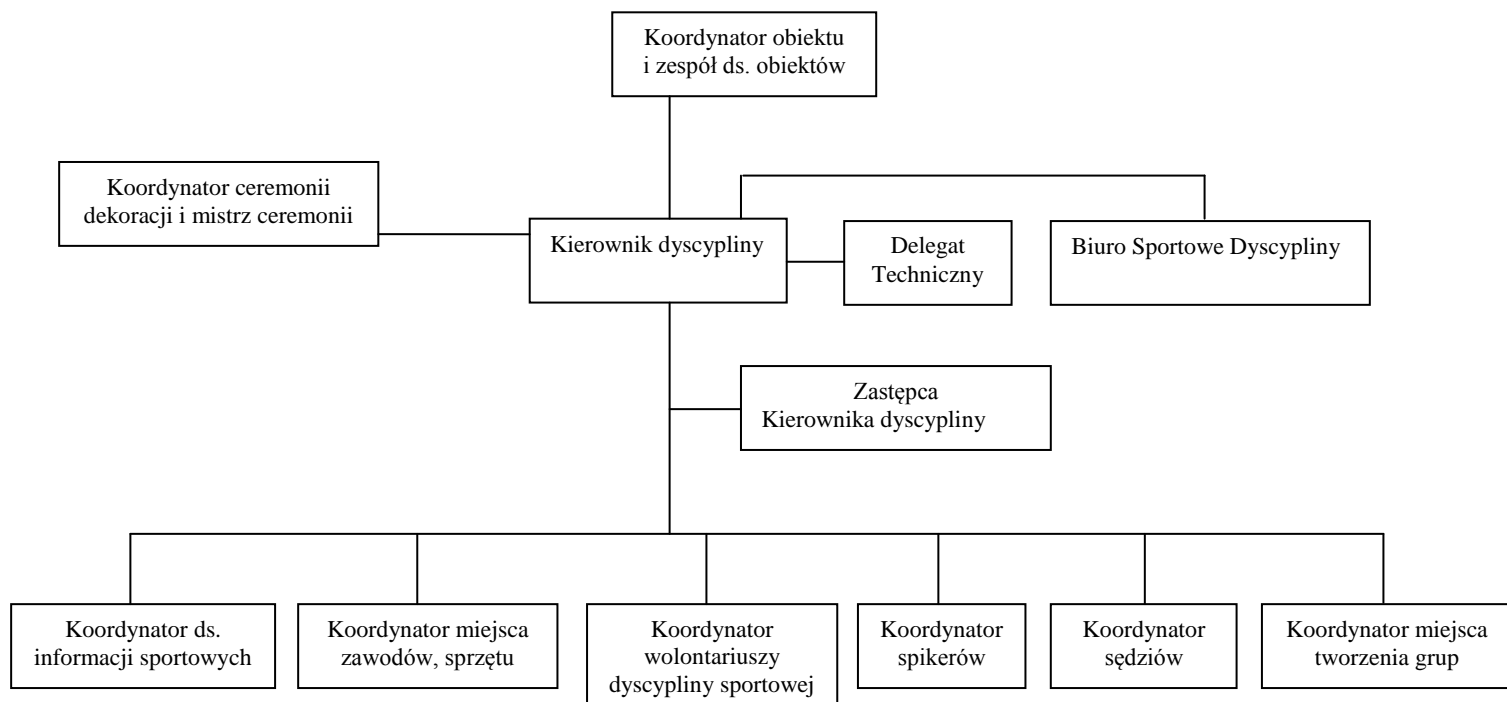 Koordynator obiektu
i zespół ds. obiektów
Koordynator ceremonii
dekoracji i mistrz ceremonii
Kierownik dyscypliny
Delegat
Techniczny
Biuro Sportowe Dyscypliny
Zastępca
Kierownika dyscypliny
Koordynator ds.
informacji sportowych
Koordynator miejsca
zawodów, sprzętu
Koordynator
wolontariuszy
dyscypliny sportowej
Koordynator
spikerów
Koordynator
sędziów
Koordynator miejsca
tworzenia grup